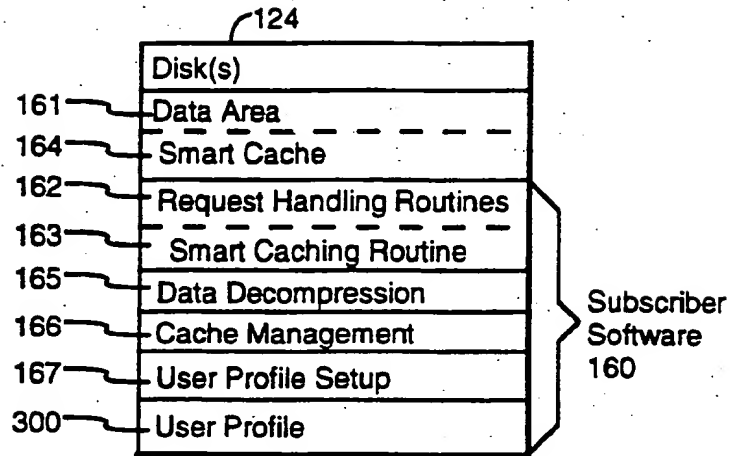 124
Disk(s)
161 Data Area
164 Smart Cache
162 Request Handling Routines
163 Smart Caching Routine
165 Data Decompression
166 Cache Management
167 User Profile Setup
300 User Profile
Subscriber
Software
160